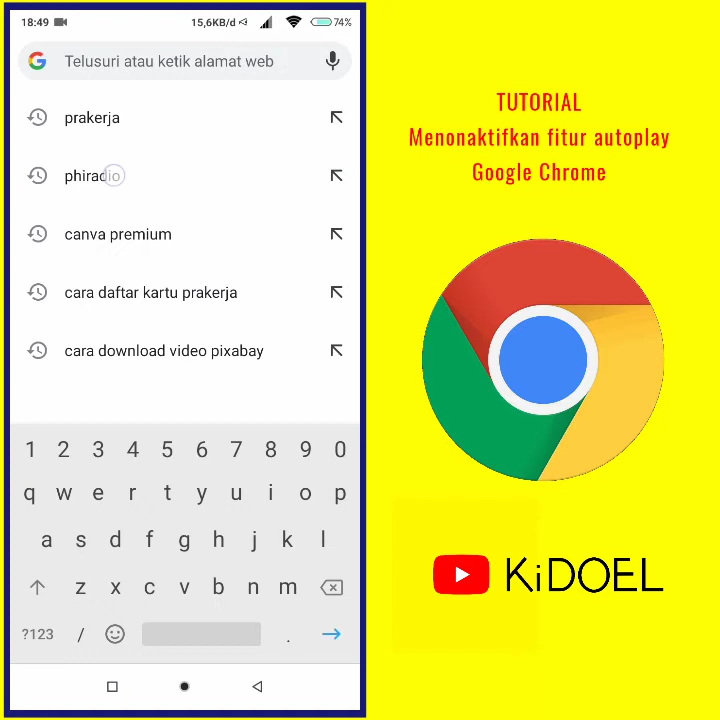 18:49
15,6KB/d
74%
Telusuri atau ketik alamat web
prakerja
phiradio
canva premium
cara daftar kartu prakerja
cara download video pixabay
1 2 3 4 5 6 7 8 9 0
q w e r t y u i o p
a s d f g h j k l
z x c v b n m
?123 / .
TUTORIAL
Menonaktifkan fitur autoplay
Google Chrome
KiDOEL